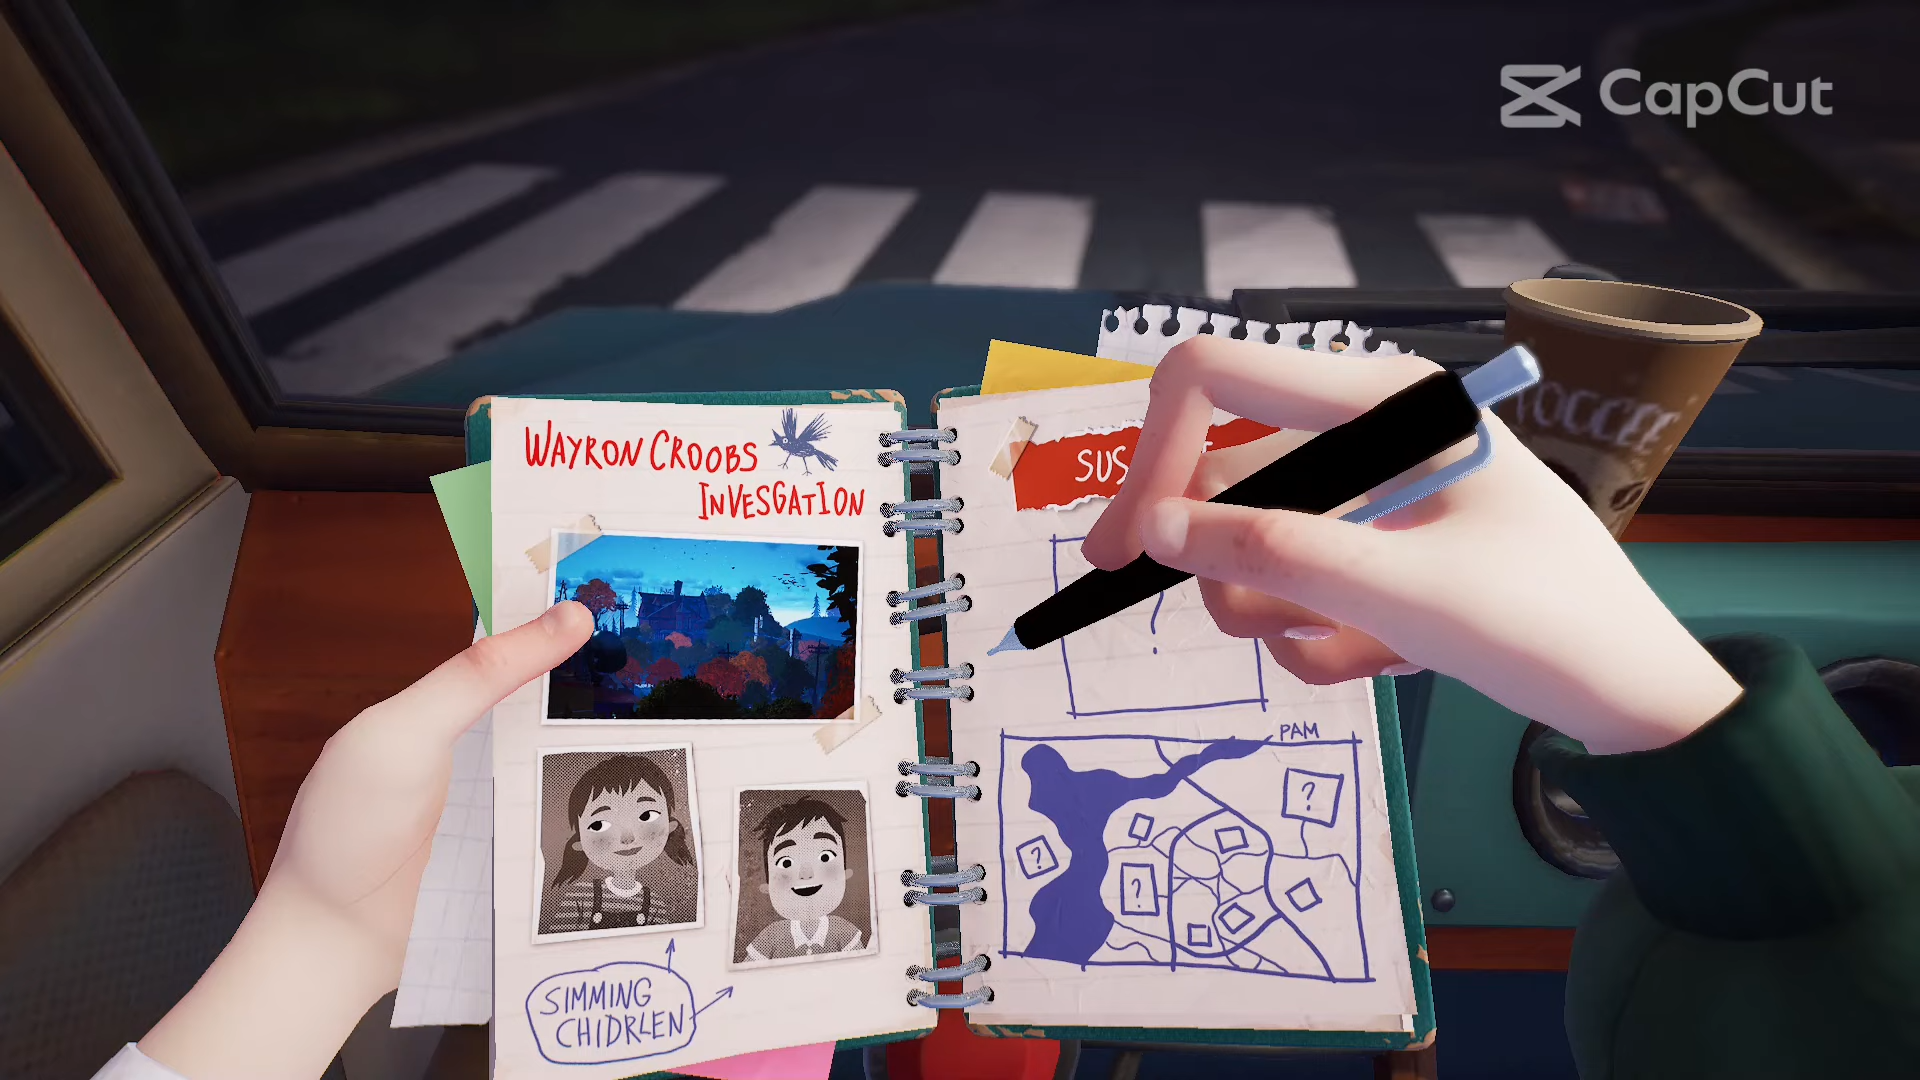 CapCut
WAYRON CROOBS
INVESGATION
SUS
?
PAM
?
?
?
SIMMING
CHIDRLEN